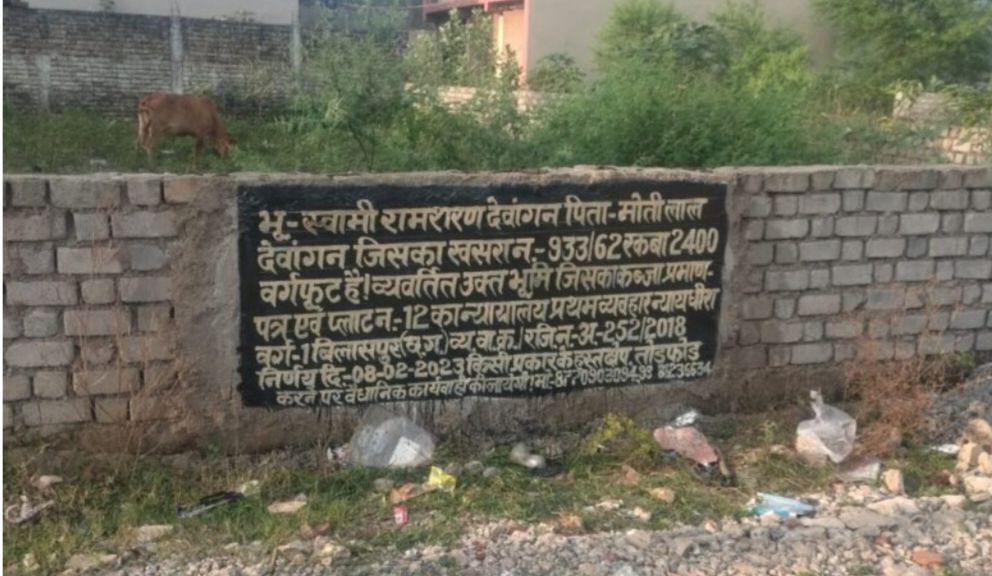 भू-स्वामी रामशरण देवांगन पिता-मोतीलाल
देवांगन जिसका खसरा न.-933/62 रकबा 2400
वर्गफूट है! व्यवर्तित उक्त भूमि जिसका कब्जा प्रमाण-
पत्र एवं प्लाट न.-12 का न्यायालय प्रथम व्यवहार न्यायधीश
वर्ग-1 बिलासपुर (छ.ग.) व्य.वा.क्र./रजि.न.-अ-252/2018
निर्णय दि.-08-02-2023 किसी प्रकार के हस्तक्षेप, तोड़फोड़
करने पर वैधानिक कार्यवाही की जायेगी! मो.-